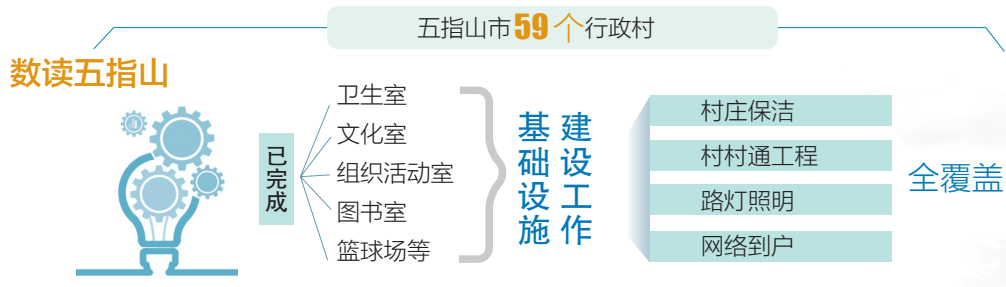 五指山市59个行政村
数读五指山
已完成
卫生室
文化室
组织活动室
图书室
篮球场等
基础设施
建设工作
村庄保洁
村村通工程
路灯照明
网络到户
全覆盖